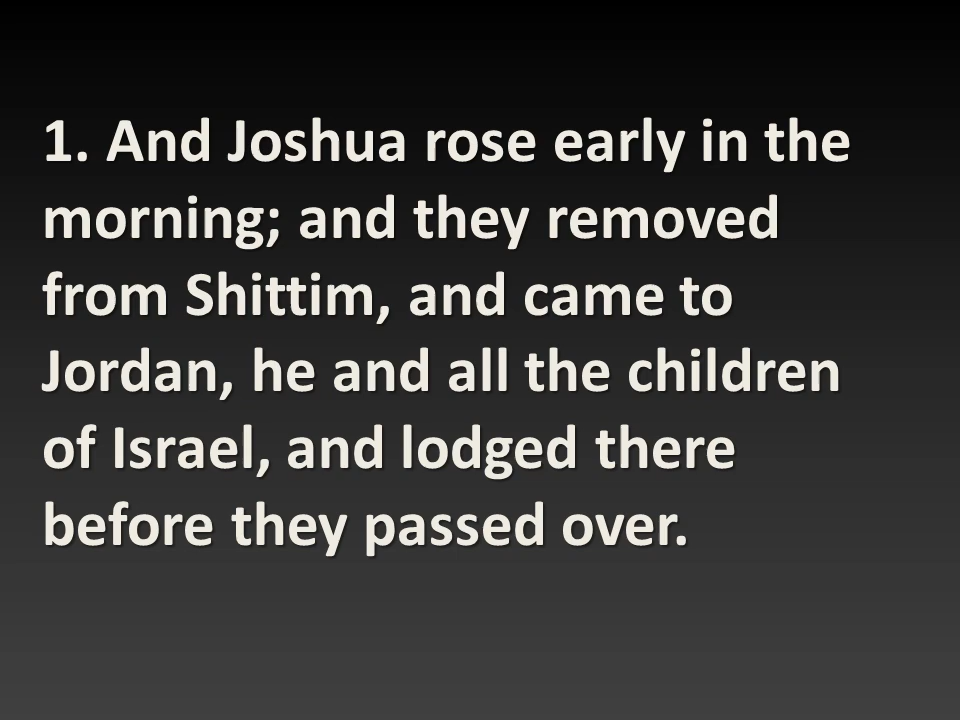 1. And Joshua rose early in the
morning; and they removed
from Shittim, and came to
Jordan, he and all the children
of Israel, and lodged there
before they passed over.